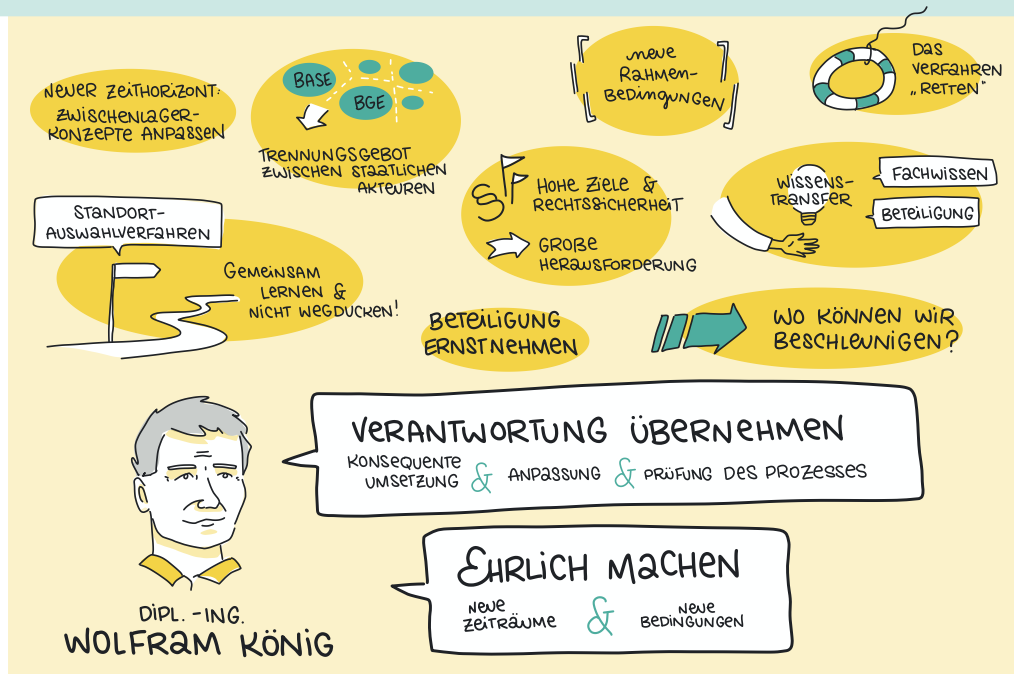 NEUER ZEITHORIZONT:
ZWISCHENLAGER-
KONZEPTE ANPASSEN
BASE
BGE
TRENNUNGSGEBOT
ZWISCHEN STAATLICHEN
AKTEUREN
neue
RAHMEN-
BEDINGUNGEN
DAS
VERFAHREN
„RETTEN“
STANDORT-
AUSWAHLVERFAHREN
GEMEINSAM
LERNEN &
NICHT WEGDUCKEN!
§
HOHE ZIELE &
RECHTSSICHERHEIT
GROßE
HERAUSFORDERUNG
WISSENS-
TRANSFER
FACHWISSEN
BETEILIGUNG
BETEILIGUNG
ERNST NEHMEN
WO KÖNNEN WIR
BESCHLEUNIGEN?
VERANTWORTUNG ÜBERNEHMEN
KONSEQUENTE
UMSETZUNG
& ANPASSUNG & PRÜFUNG DES PROZESSES
EHRLICH MACHEN
NEUE
ZEITRÄUME
&
NEUE
BEDINGUNGEN
DIPL.-ING.
WOLFRAM KÖNIG